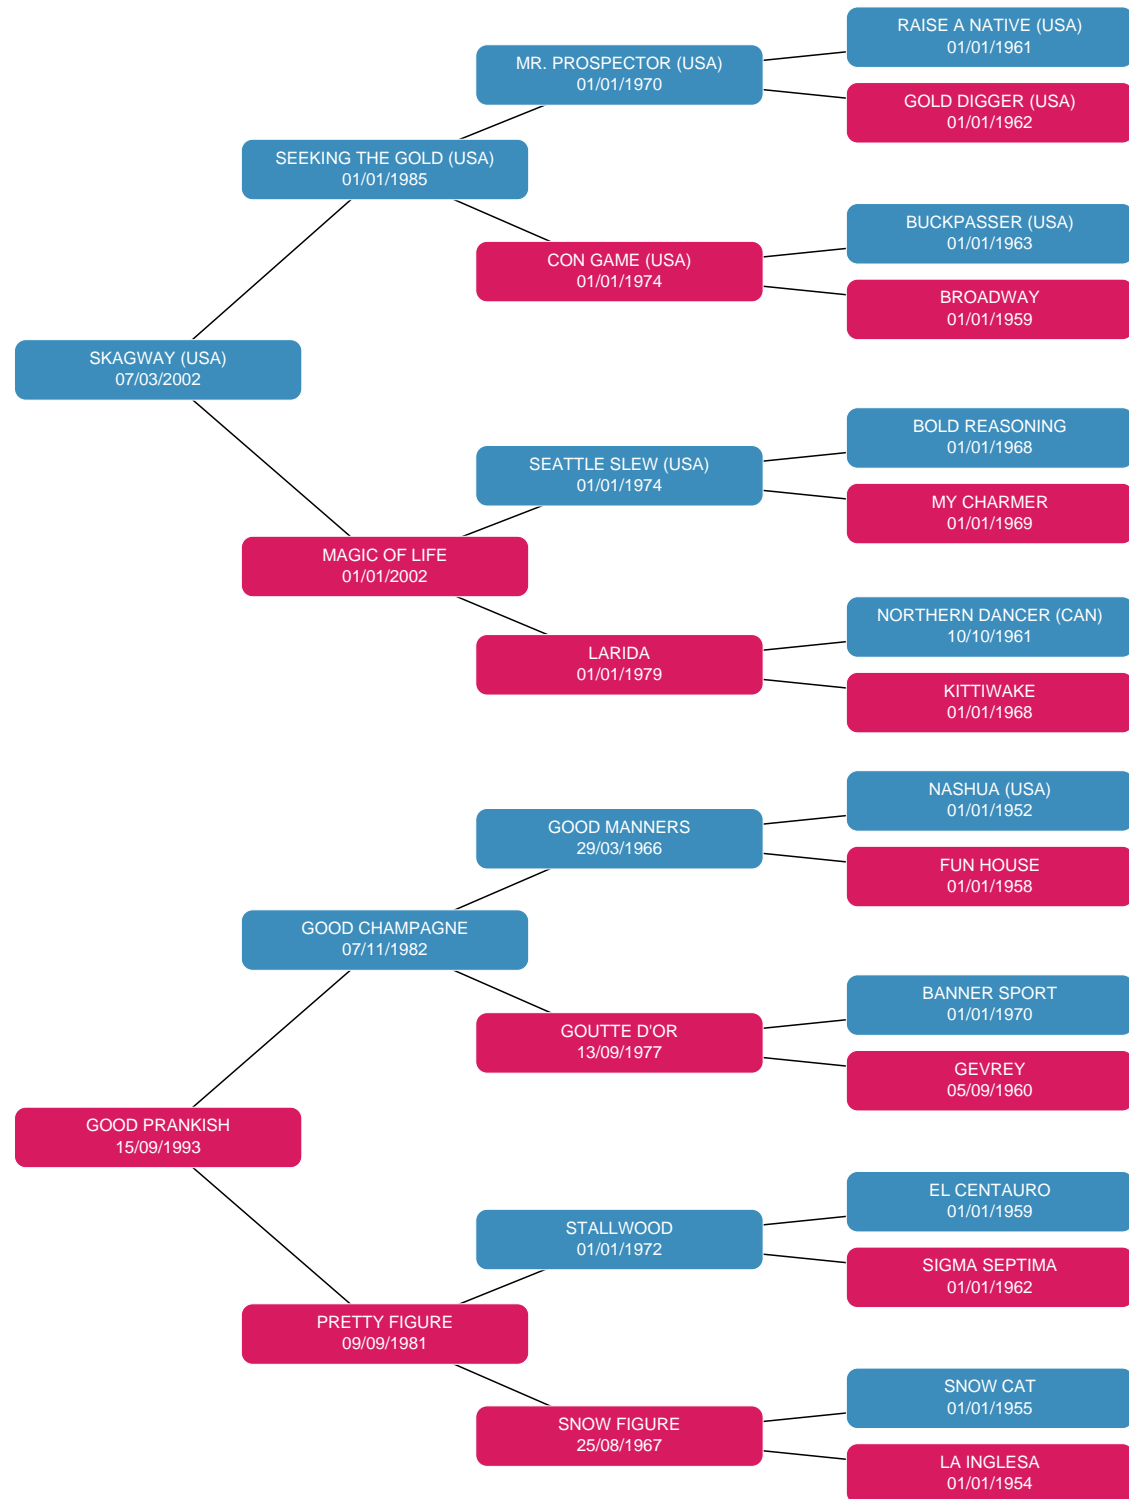 RAISE A NATIVE (USA)
01/01/1961
MR. PROSPECTOR (USA)
01/01/1970
GOLD DIGGER (USA)
01/01/1962
SEEKING THE GOLD (USA)
01/01/1985
BUCKPASSER (USA)
01/01/1963
CON GAME (USA)
01/01/1974
BROADWAY
01/01/1959
SKAGWAY (USA)
07/03/2002
BOLD REASONING
01/01/1968
SEATTLE SLEW (USA)
01/01/1974
MY CHARMER
01/01/1969
MAGIC OF LIFE
01/01/2002
NORTHERN DANCER (CAN)
10/10/1961
LARIDA
01/01/1979
KITTIWAKE
01/01/1968
NASHUA (USA)
01/01/1952
GOOD MANNERS
29/03/1966
FUN HOUSE
01/01/1958
GOOD CHAMPAGNE
07/11/1982
BANNER SPORT
01/01/1970
GOUTTE D'OR
13/09/1977
GEVREY
05/09/1960
GOOD PRANKISH
15/09/1993
EL CENTAURO
01/01/1959
STALLWOOD
01/01/1972
SIGMA SEPTIMA
01/01/1962
PRETTY FIGURE
09/09/1981
SNOW CAT
01/01/1955
SNOW FIGURE
25/08/1967
LA INGLESA
01/01/1954